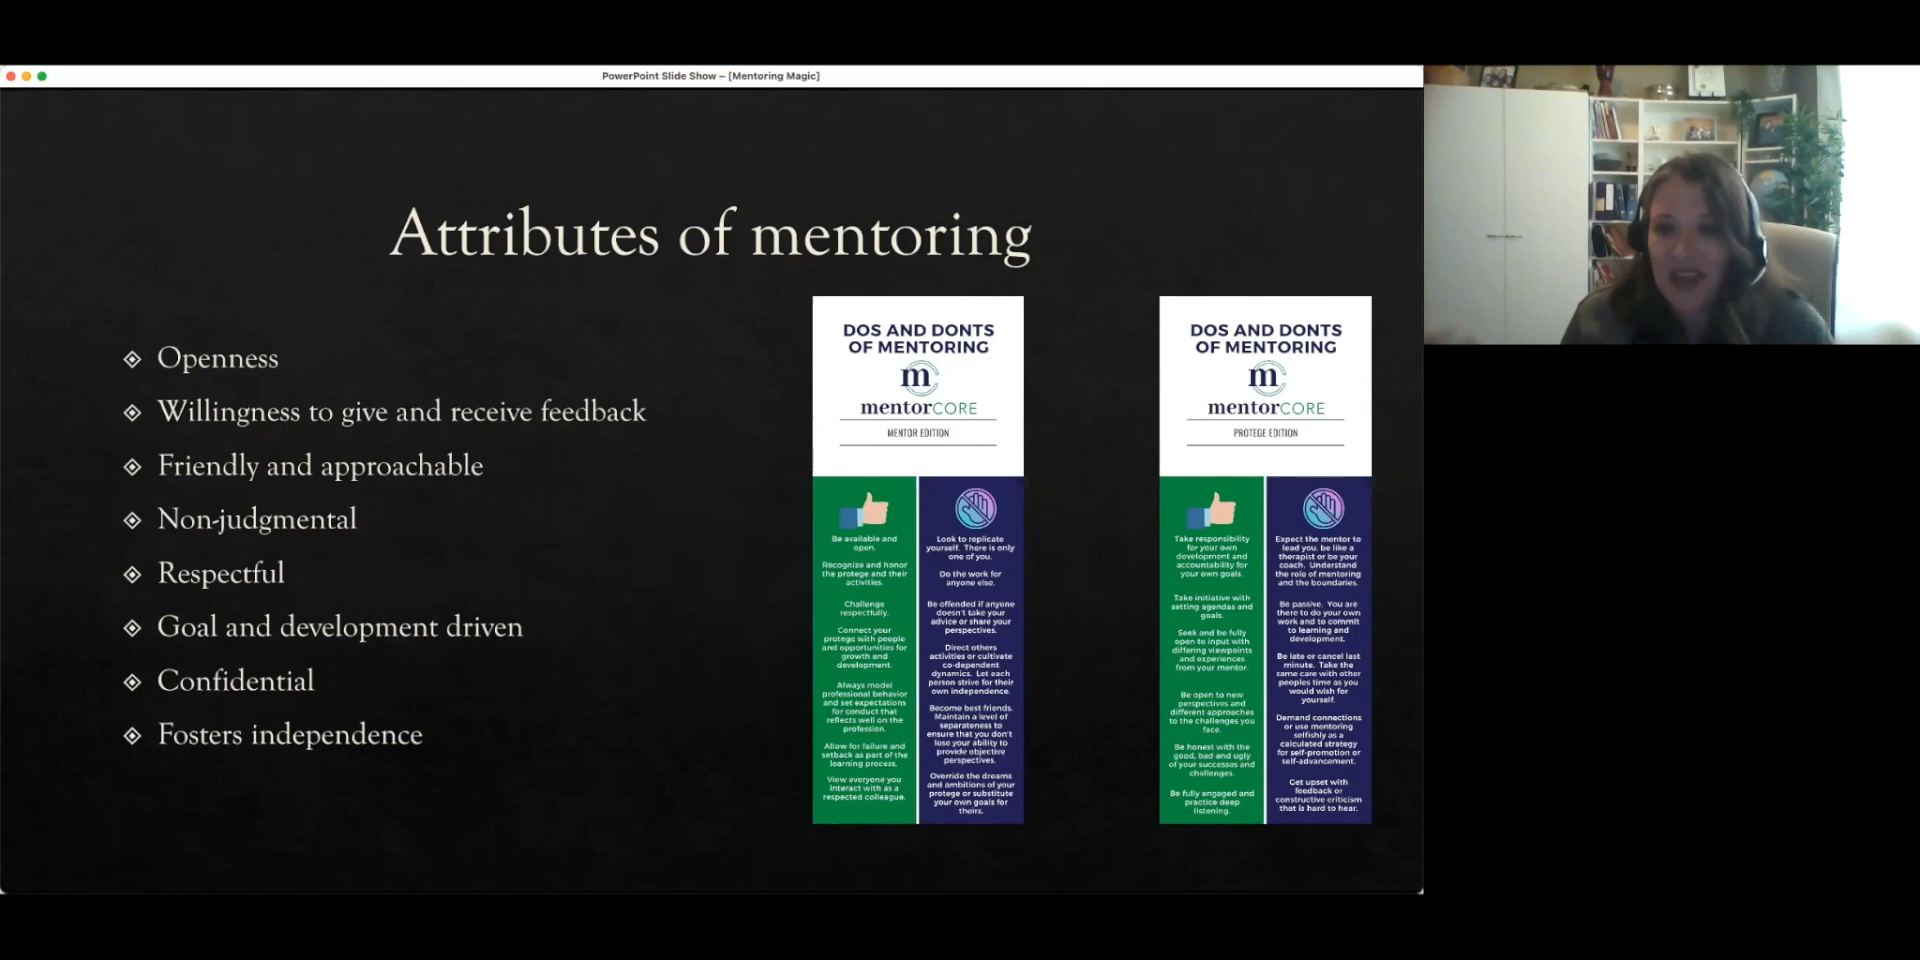 PowerPoint Slide Show – [Mentoring Magic]
Attributes of mentoring
Openness
Willingness to give and receive feedback
Friendly and approachable
Non-judgmental
Respectful
Goal and development driven
Confidential
Fosters independence
DOS AND DONTS
OF MENTORING
m
mentorCORE
MENTOR EDITION
Be available and
open.
Recognize and honor
the protege and their
activities.
Challenge
respectfully.
Connect your
protege with people
and opportunities for
growth and
development.
Always model
professional behavior
and set expectations
for conduct that
reflects well on the
profession.
Allow for failure and
setback as part of the
learning process.
View everyone you
interact with as a
respected colleague.
Look to replicate
yourself. There is only
one of you.
Do the work for
anyone else.
Be offended if anyone
doesn't take your
advice or share your
perspectives.
Direct others
activities or cultivate
co-dependent
dynamics. Let each
person strive for their
own independence.
Become best friends.
Maintain a level of
separateness to
ensure that you don't
lose your ability to
provide objective
perspectives.
Override the dreams
and ambitions of your
protege or substitute
your own goals for
theirs.
DOS AND DONTS
OF MENTORING
m
mentorCORE
PROTEGE EDITION
Take responsibility
for your own
development and
accountability for
your own goals.
Take initiative with
setting agendas and
goals.
Seek and be fully
open to input with
differing viewpoints
and experiences
from your mentor.
Be open to new
perspectives and
different approaches
to the challenges you
face.
Be honest with the
good, bad and ugly
of your successes and
challenges.
Be fully engaged and
practice deep
listening.
Expect the mentor to
lead you, be like a
therapist or be your
coach. Understand
the role of mentoring
and the boundaries.
Be passive. You are
there to do your own
work and to commit
to learning and
development.
Be late or cancel last
minute. Take the
same care with other
peoples time as you
would wish for
yourself.
Demand connections
or use mentoring
selfishly as a
calculated strategy
for self-promotion or
self-advancement.
Get upset with
feedback or
constructive criticism
that is hard to hear.